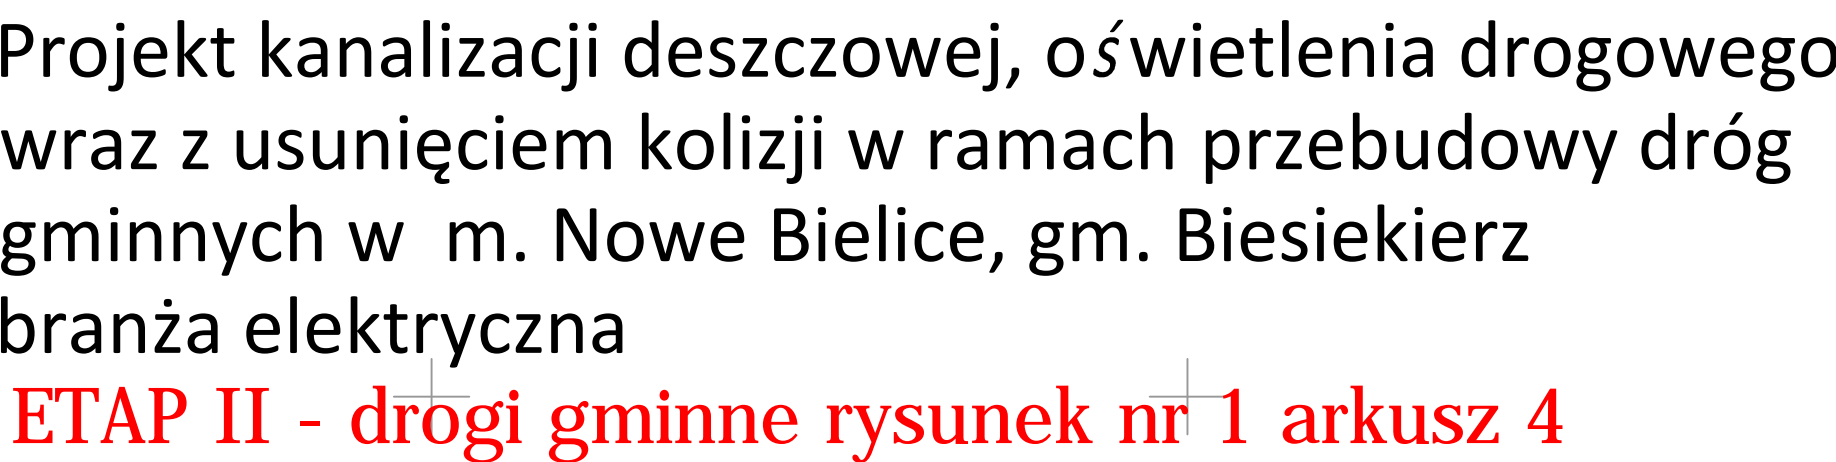 Projekt kanalizacji deszczowej, oświetlenia drogowego
wraz z usunięciem kolizji w ramach przebudowy dróg
gminnych w m. Nowe Bielice, gm. Biesiekierz
branża elektryczna
ETAP II - drogi gminne rysunek nr 1 arkusz 4